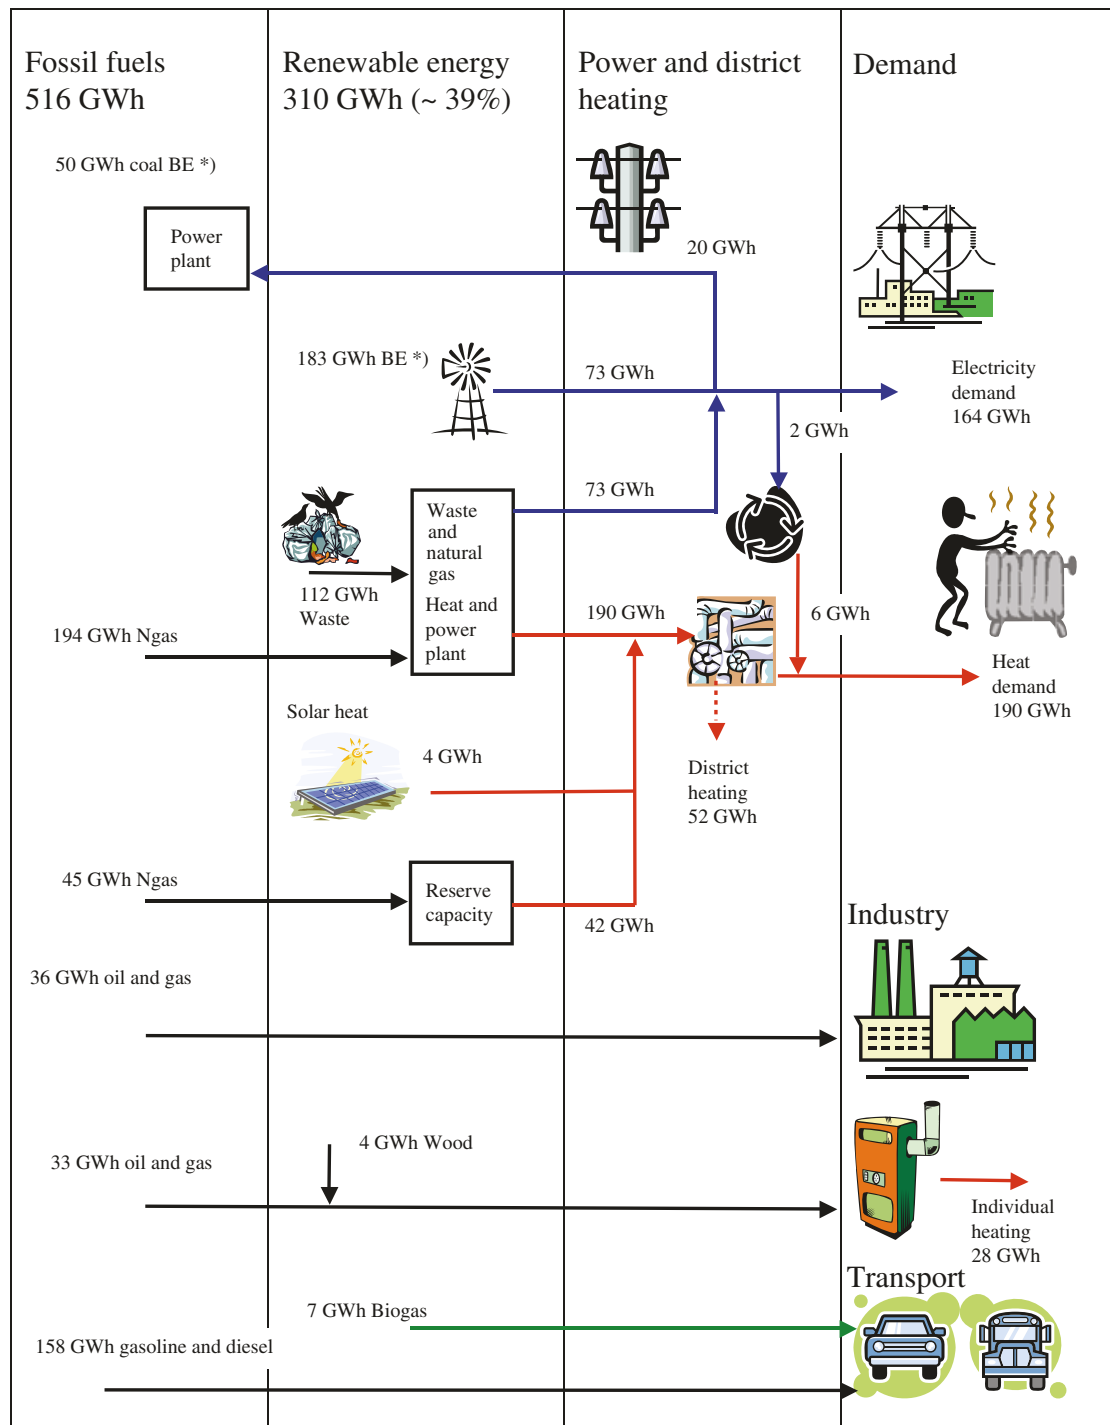 Fossil fuels
516 GWh
Renewable energy
310 GWh (~ 39%)
Power and district
heating
Demand
50 GWh coal BE *)
Power
plant
20 GWh
183 GWh BE *)
73 GWh
Electricity
demand
164 GWh
2 GWh
73 GWh
Waste
and
natural
gas
Heat and
power
plant
112 GWh
Waste
194 GWh Ngas
190 GWh
6 GWh
Heat
demand
190 GWh
Solar heat
4 GWh
District
heating
52 GWh
45 GWh Ngas
Reserve
capacity
42 GWh
Industry
36 GWh oil and gas
4 GWh Wood
33 GWh oil and gas
Individual
heating
28 GWh
Transport
7 GWh Biogas
158 GWh gasoline and diesel